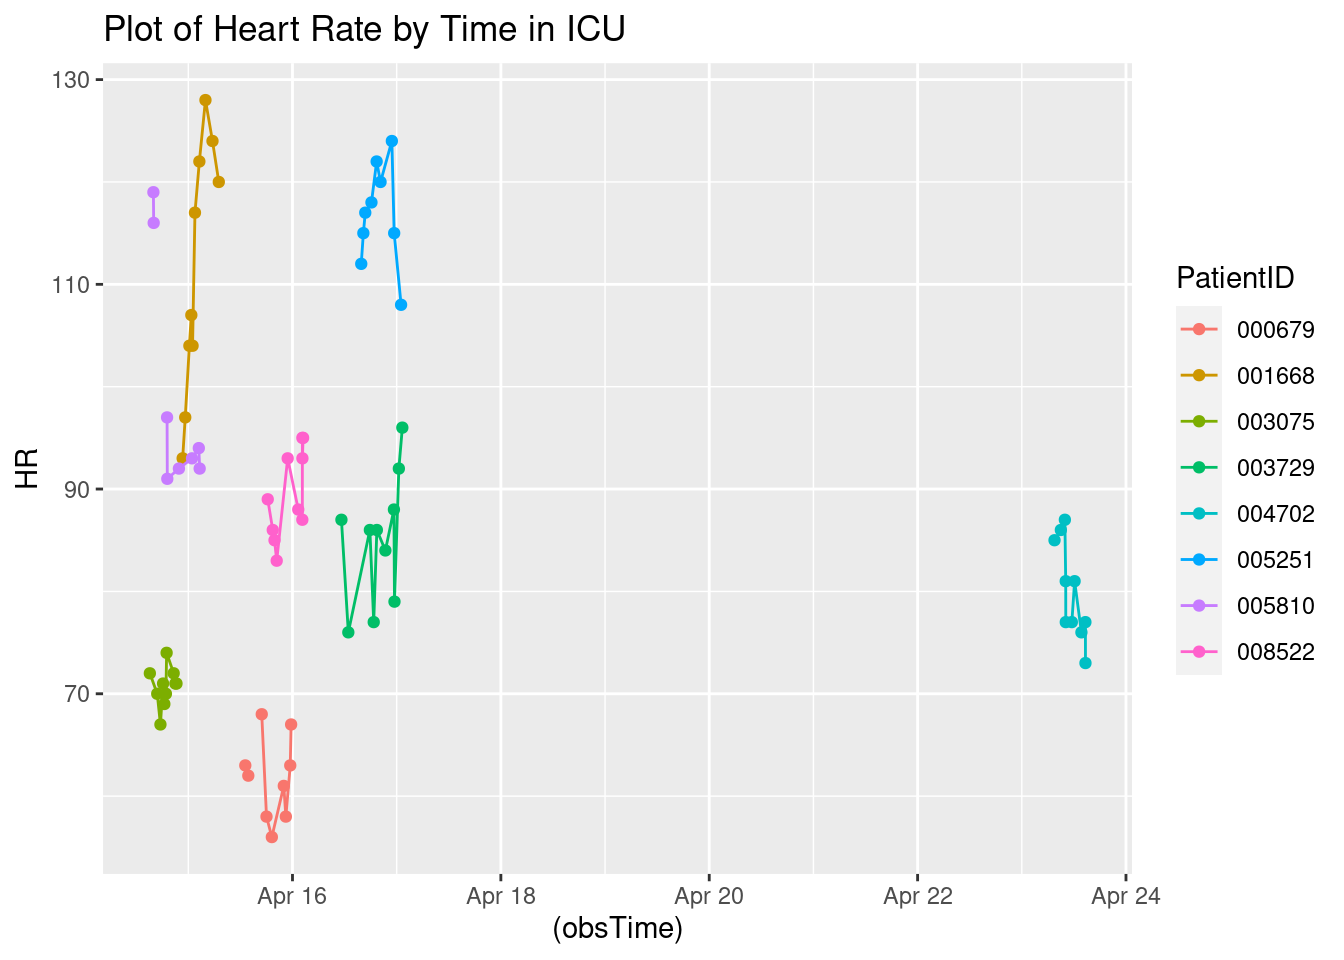 Plot of Heart Rate by Time in ICU
130
110
90
70
HR
Apr 16
Apr 18
Apr 20
Apr 22
Apr 24
(obsTime)
PatientID
000679
001668
003075
003729
004702
005251
005810
008522